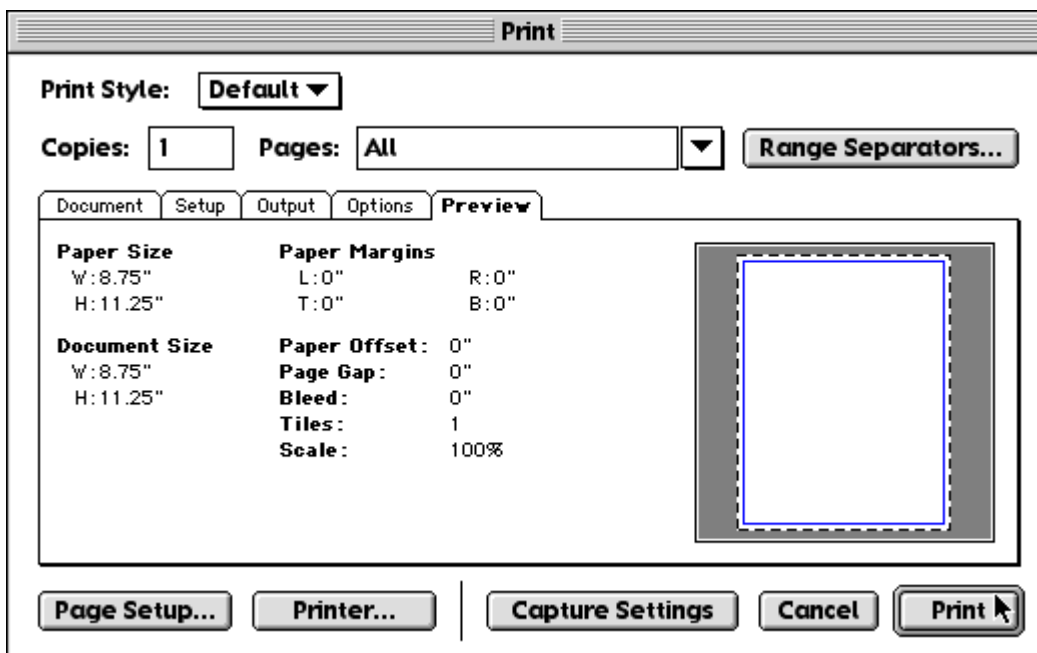 Print
Print Style: Default
Copies: 1 Pages: All Range Separators...
Document Setup Output Options Preview
Paper Size Paper Margins
W:8.75" L:0" R:0"
H:11.25" T:0" B:0"
Document Size Paper Offset: 0"
W:8.75" Page Gap: 0"
H:11.25" Bleed: 0"
Tiles: 1
Scale: 100%
Page Setup... Printer... Capture Settings Cancel Print